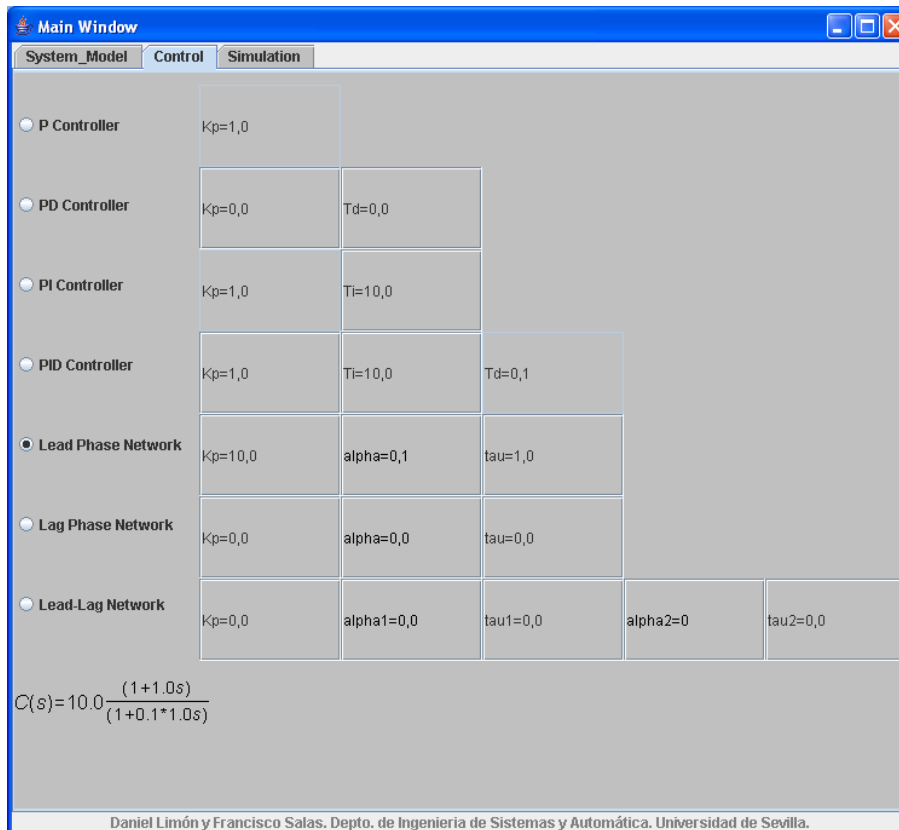 Main Window
System_Model Control Simulation
P Controller Kp=1,0
PD Controller Kp=0,0 Td=0,0
PI Controller Kp=1,0 Ti=10,0
PID Controller Kp=1,0 Ti=10,0 Td=0,1
Lead Phase Network Kp=10,0 alpha=0,1 tau=1,0
Lag Phase Network Kp=0,0 alpha=0,0 tau=0,0
Lead-Lag Network Kp=0,0 alpha1=0,0 tau1=0,0 alpha2=0 tau2=0,0
(1+1.0s)
C(s)=10.0
(1+0.1*1.0s)
Daniel Limón y Francisco Salas. Depto. de Ingenieria de Sistemas y Automática. Universidad de Sevilla.